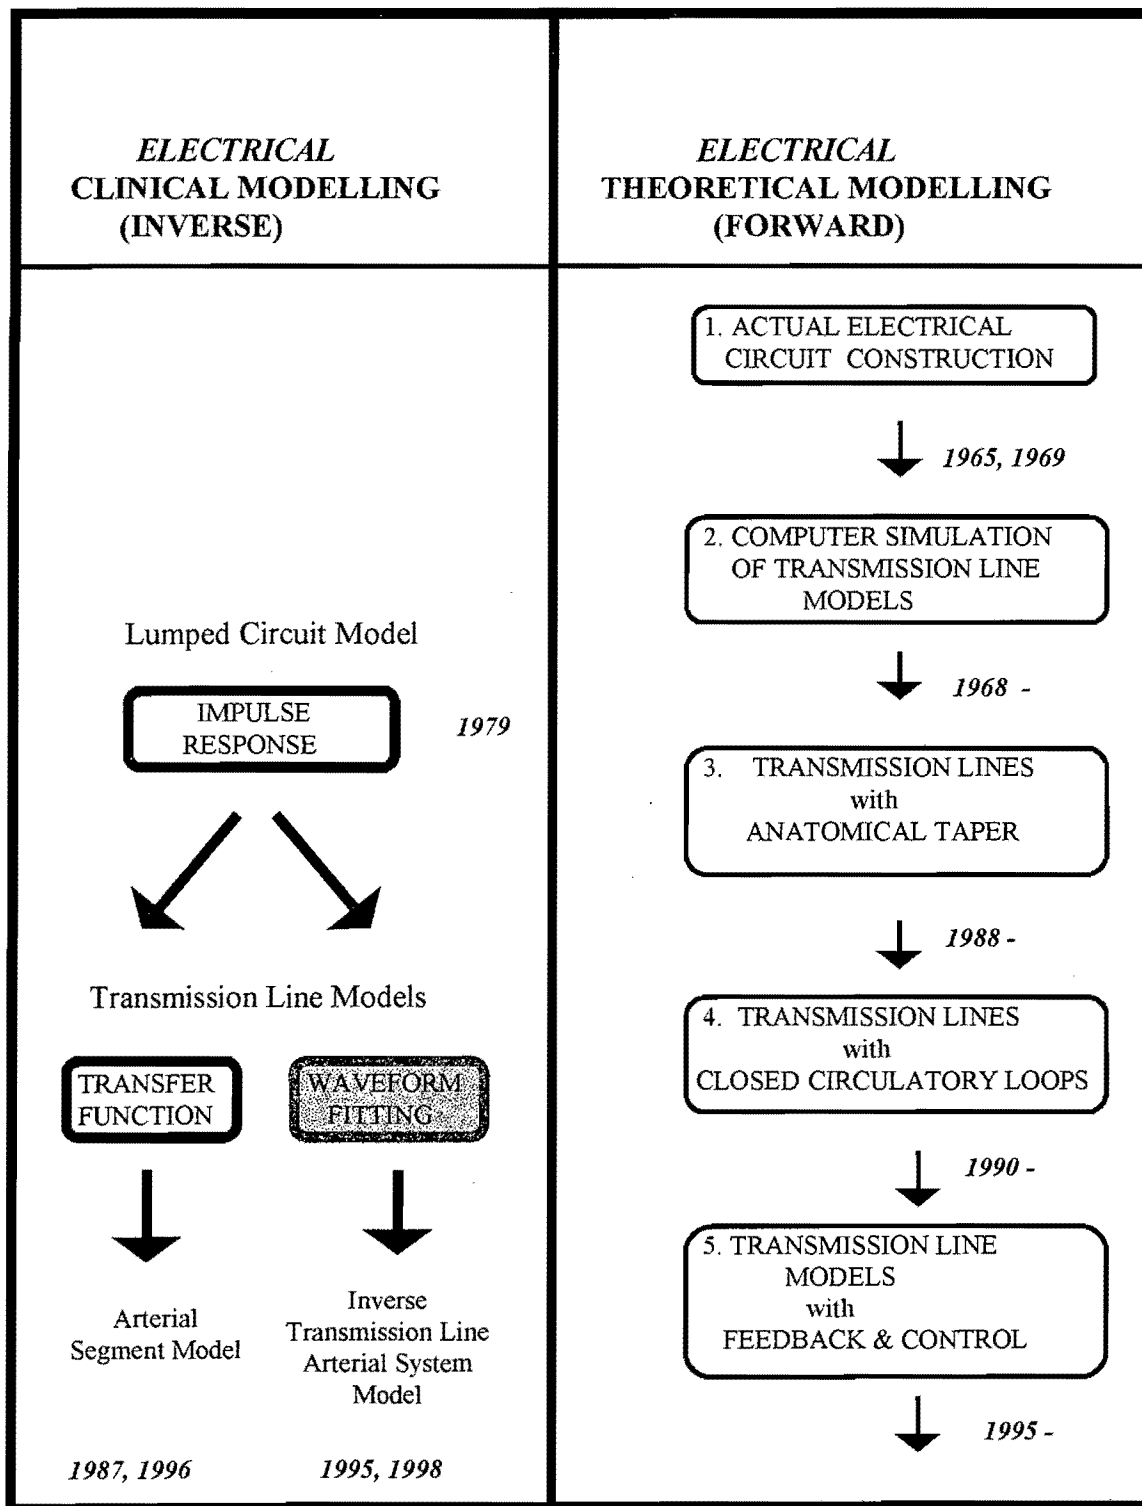 ELECTRICAL
CLINICAL MODELLING
(INVERSE)
ELECTRICAL
THEORETICAL MODELLING
(FORWARD)
Lumped Circuit Model
IMPULSE
RESPONSE
1979
Transmission Line Models
TRANSFER
FUNCTION
WAVEFORM
FITTING
Arterial
Segment Model
Inverse
Transmission Line
Arterial System
Model
1987, 1996
1995, 1998
1. ACTUAL ELECTRICAL
CIRCUIT CONSTRUCTION
1965, 1969
2. COMPUTER SIMULATION
OF TRANSMISSION LINE
MODELS
1968 -
3. TRANSMISSION LINES
with
ANATOMICAL TAPER
1988 -
4. TRANSMISSION LINES
with
CLOSED CIRCULATORY LOOPS
1990 -
5. TRANSMISSION LINE
MODELS
with
FEEDBACK & CONTROL
1995 -